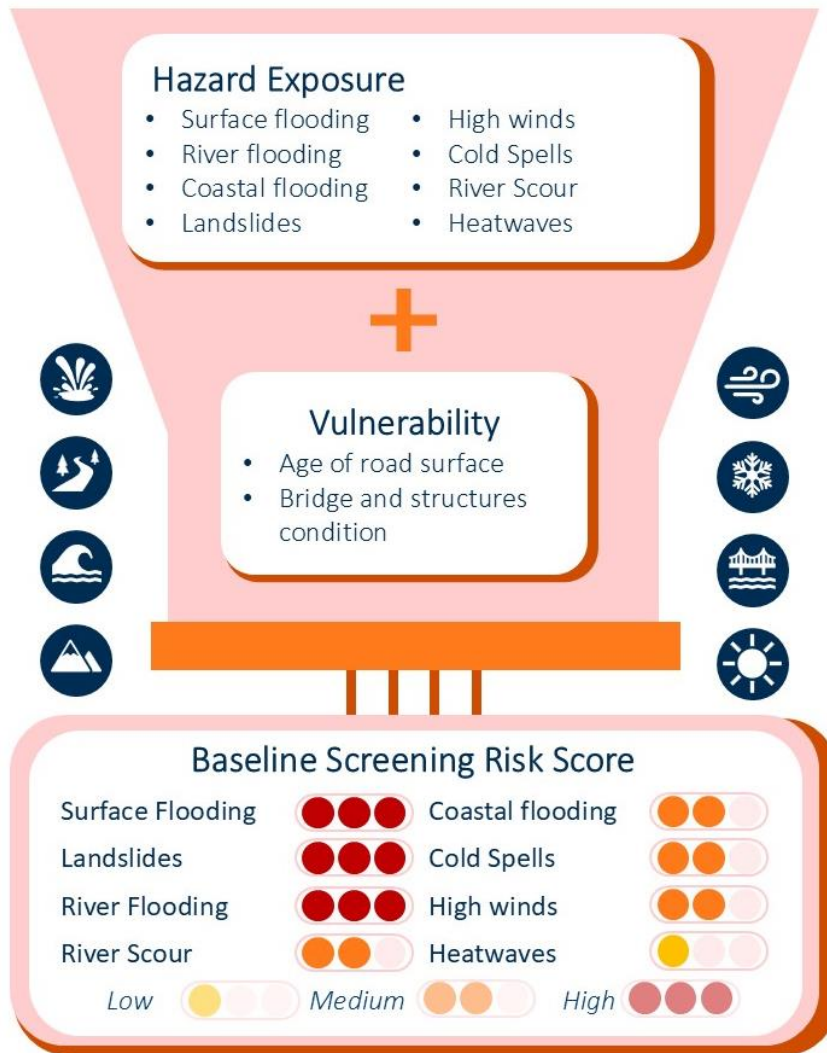 Hazard Exposure
• Surface flooding
• River flooding
• Coastal flooding
• Landslides
• High winds
• Cold Spells
• River Scour
• Heatwaves
+
Vulnerability
• Age of road surface
• Bridge and structures
condition
Baseline Screening Risk Score
Surface Flooding
Landslides
River Flooding
River Scour
Coastal flooding
Cold Spells
High winds
Heatwaves
Low
Medium
High